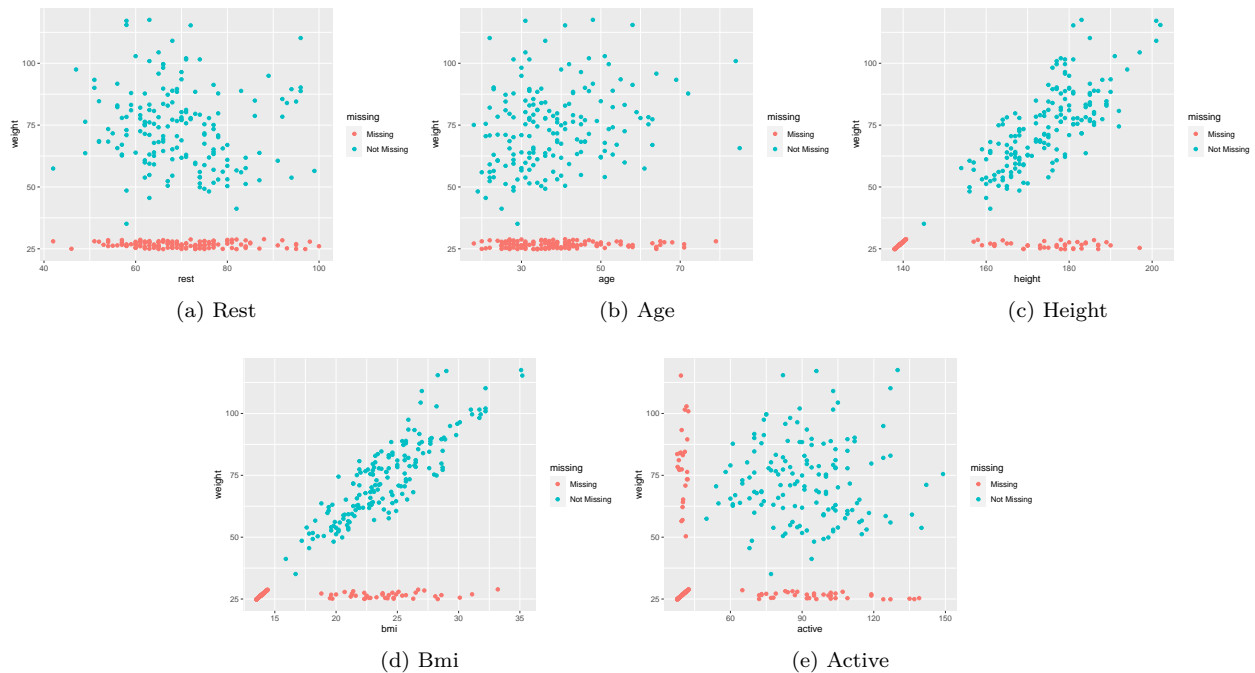 100
75
50
25
weight
40
60
80
100
rest
missing
Missing
Not Missing
(a) Rest
100
75
50
25
weight
30
50
70
age
missing
Missing
Not Missing
(b) Age
100
75
50
25
weight
140
160
180
200
height
missing
Missing
Not Missing
(c) Height
100
75
50
25
weight
15
20
25
30
35
bmi
missing
Missing
Not Missing
(d) Bmi
100
75
50
25
weight
60
90
120
150
active
missing
Missing
Not Missing
(e) Active